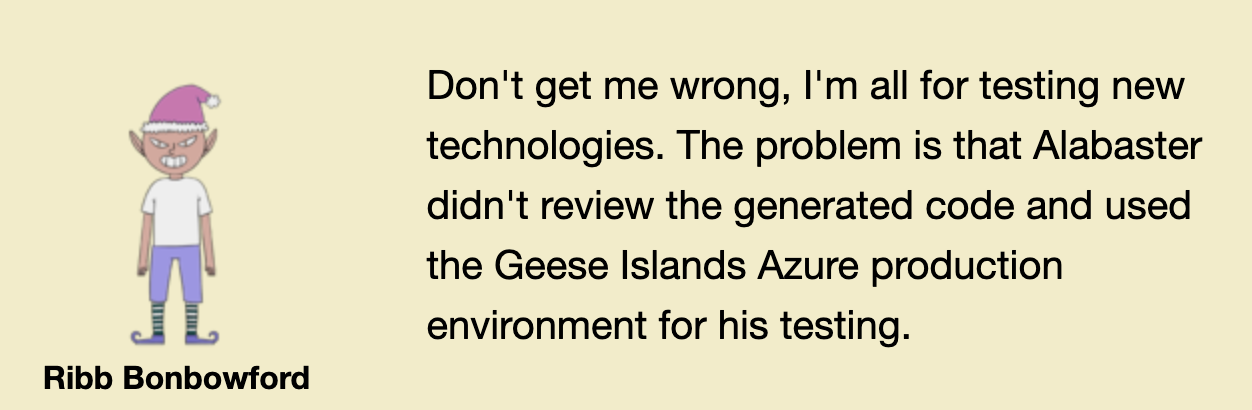 Don't get me wrong, I'm all for testing new
technologies. The problem is that Alabaster
didn't review the generated code and used
the Geese Islands Azure production
environment for his testing.
Ribb Bonbowford